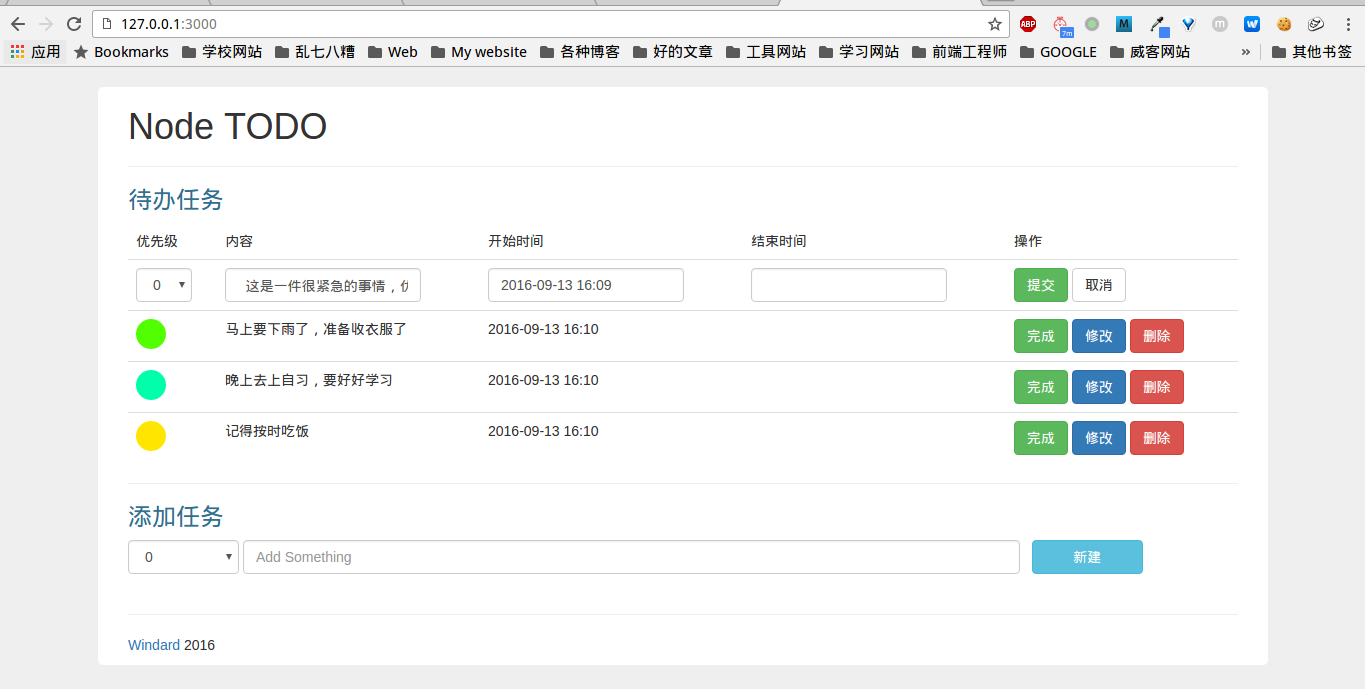 127.0.0.1:3000
ABP 7m M m W
应用 Bookmarks 学校网站 乱七八糟 Web My website 各种博客 好的文章 工具网站 学习网站 前端工程师 GOOGLE 威客网站 » 其他书签
Node TODO
待办任务
优先级 内容 开始时间 结束时间 操作
0 这是一件很紧急的事情， 2016-09-13 16:09 提交 取消
马上要下雨了，准备收衣服了 2016-09-13 16:10 完成 修改 删除
晚上去上自习，要好好学习 2016-09-13 16:10 完成 修改 删除
记得按时吃饭 2016-09-13 16:10 完成 修改 删除
添加任务
0 Add Something 新建
Windard 2016